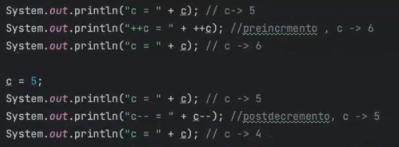 System.out.println("c = " + c); // c-> 5
System.out.println("++c = " + ++c); //preincrmento , c -> 6
System.out.println("c = " + c); // c -> 6
c = 5;
System.out.println("c = " + c); // c -> 5
System.out.println("c-- = " + c--); //postdecremento, c -> 5
System.out.println("c = " + c); // c -> 4